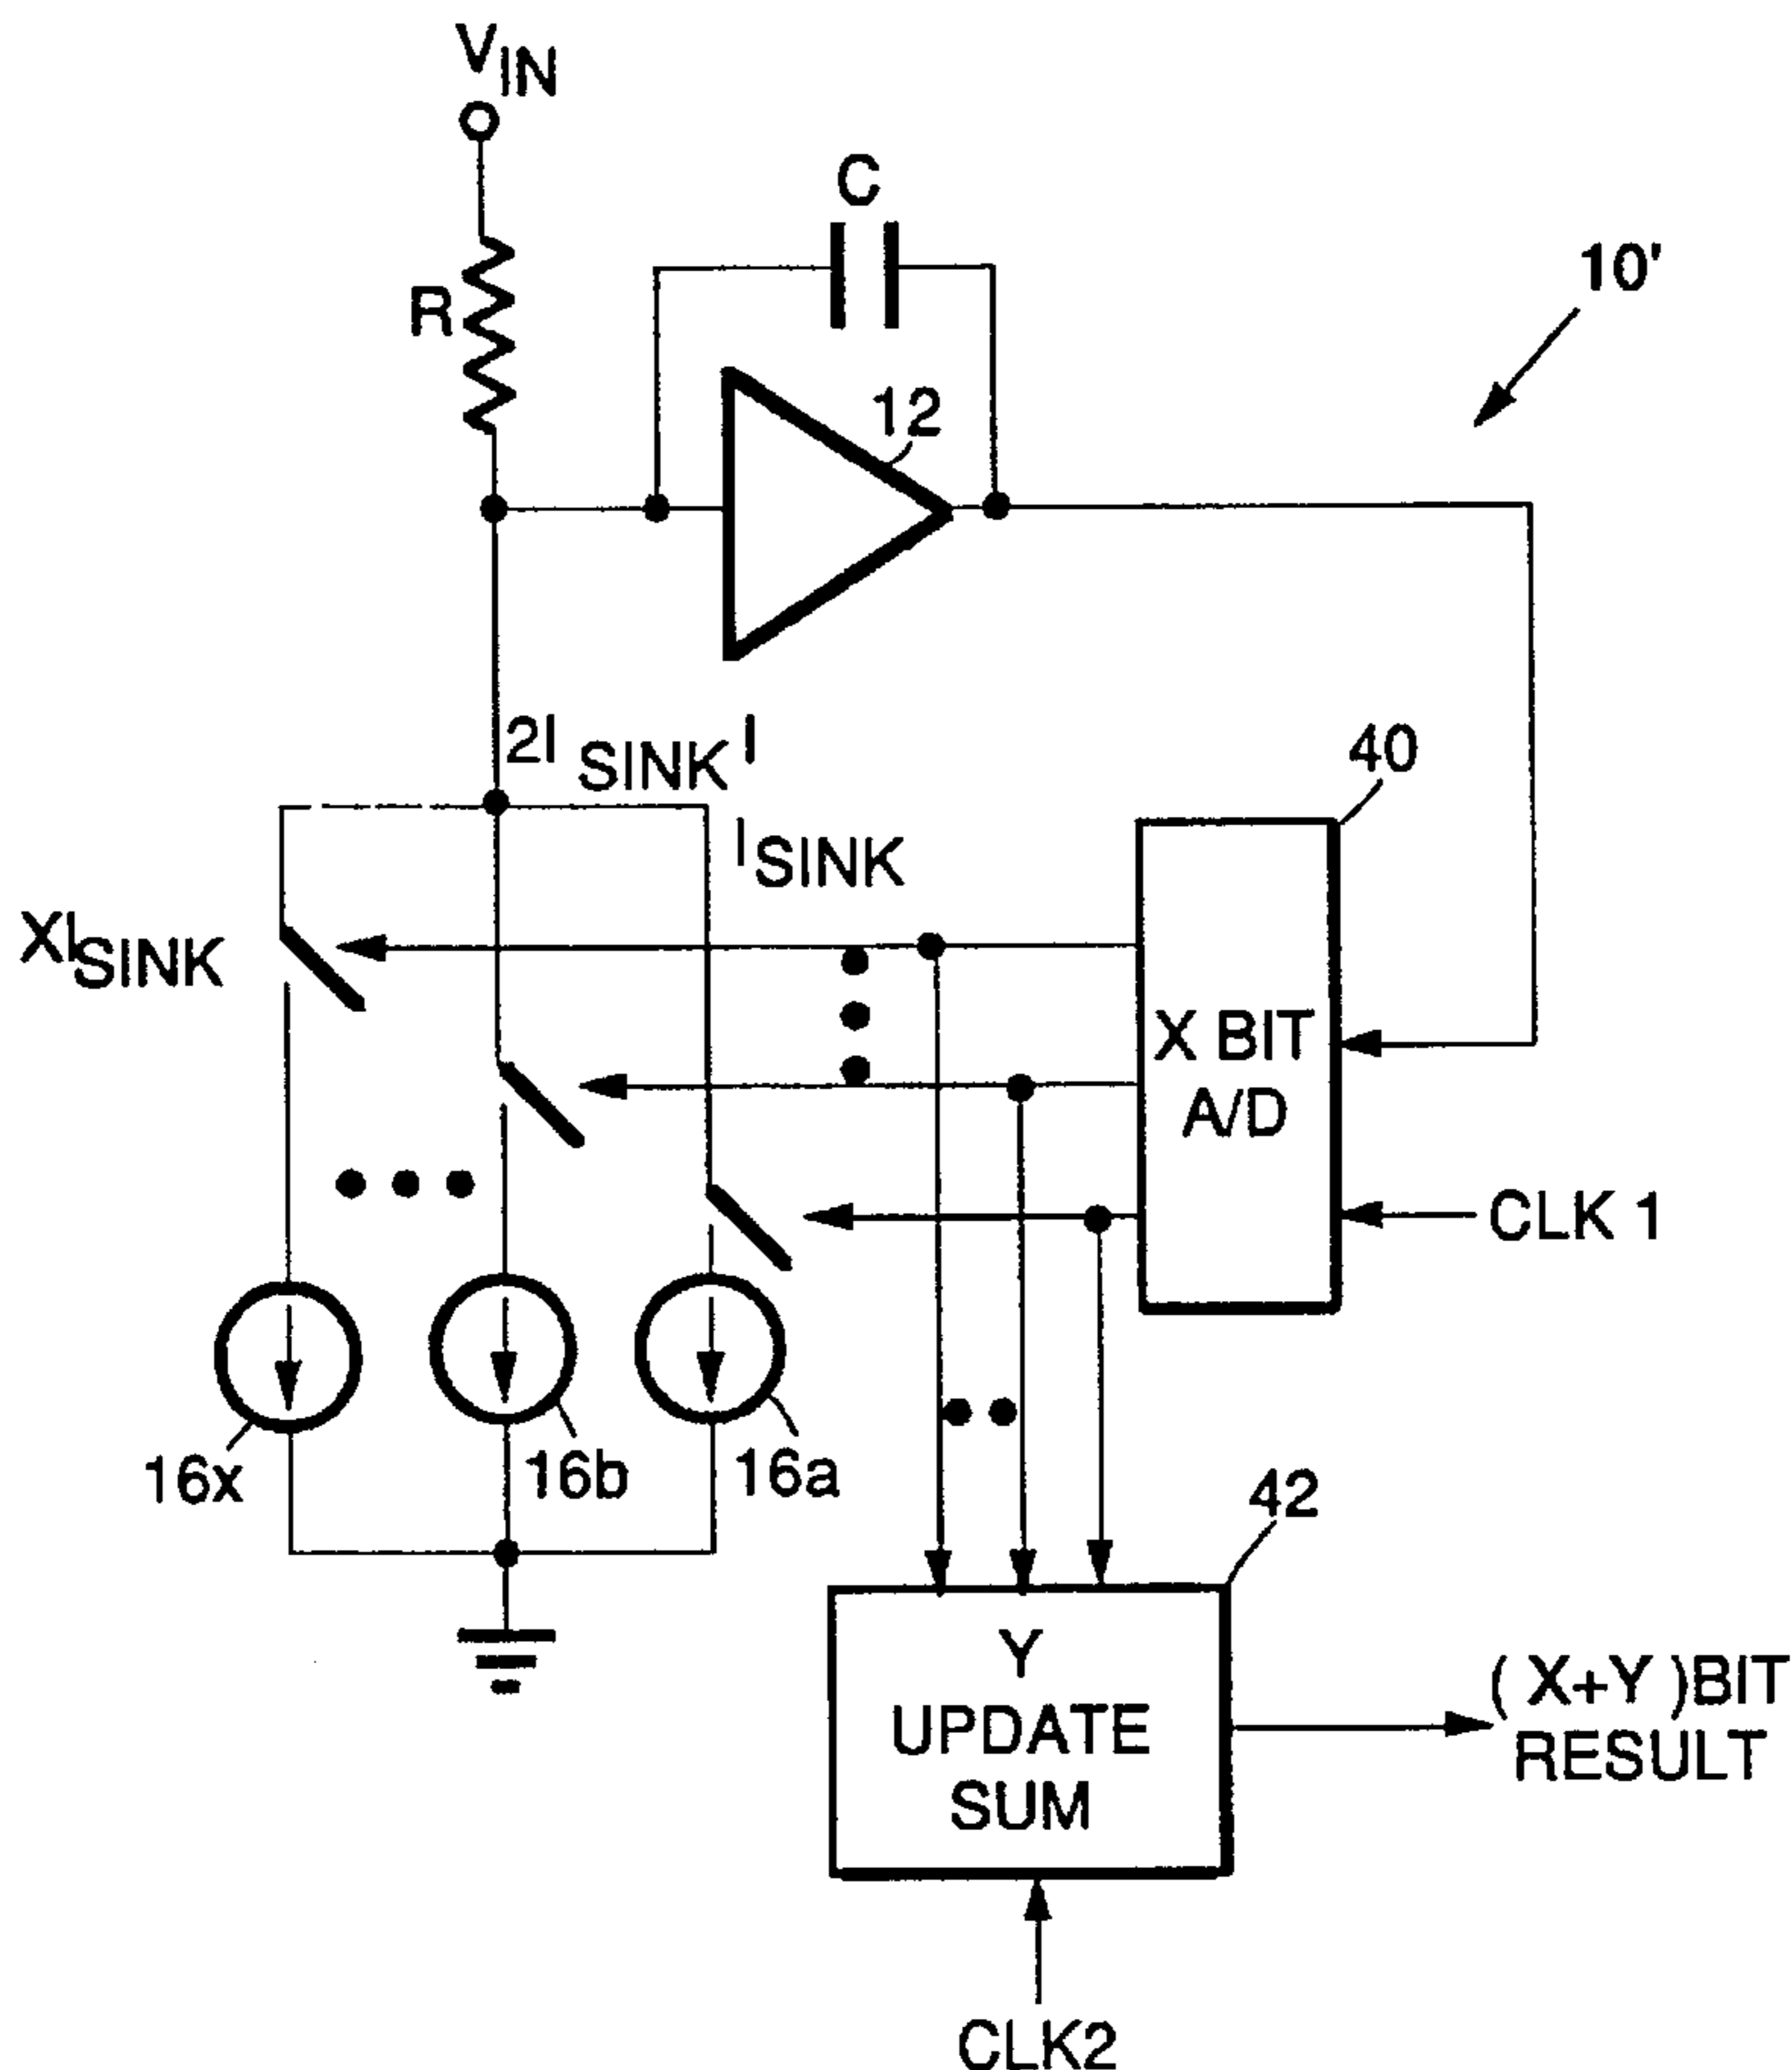 VIN
C
10'
R
12
2I SINK'
40
ISINK
XISINK
X BIT
A/D
CLK 1
16x
16b
16a
42
Y
UPDATE
SUM
( X+Y )BIT
RESULT
CLK2